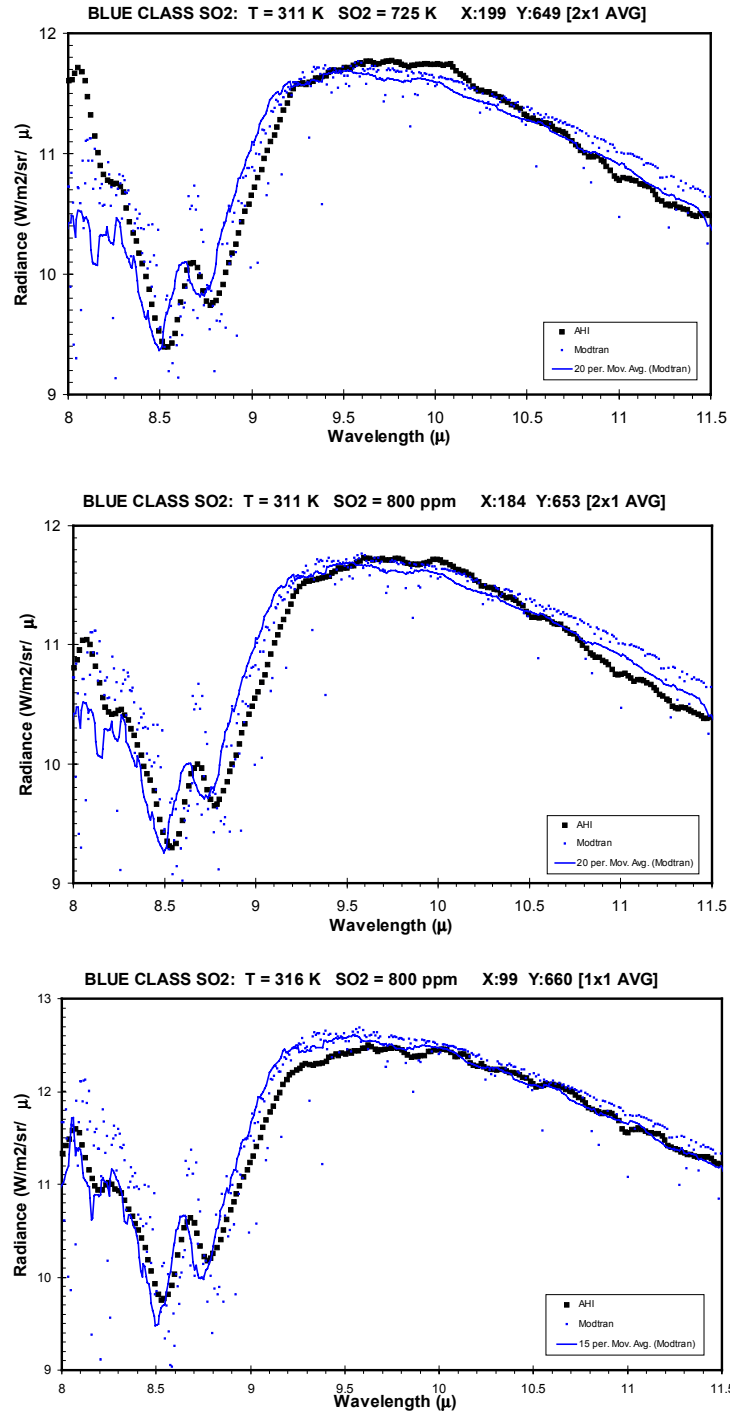 BLUE CLASS SO2: T = 311 K SO2 = 725 K X:199 Y:649 [2x1 AVG]
12
11
10
9
Radiance (W/m2/sr/ μ)
AHI
Modtran
20 per. Mov. Avg. (Modtran)
8 8.5 9 9.5 10 10.5 11 11.5
Wavelength (μ)
BLUE CLASS SO2: T = 311 K SO2 = 800 ppm X:184 Y:653 [2x1 AVG]
12
11
10
9
Radiance (W/m2/sr/ μ)
AHI
Modtran
20 per. Mov. Avg. (Modtran)
8 8.5 9 9.5 10 10.5 11 11.5
Wavelength (μ)
BLUE CLASS SO2: T = 316 K SO2 = 800 ppm X:99 Y:660 [1x1 AVG]
13
12
11
10
9
Radiance (W/m2/sr/ μ)
AHI
Modtran
15 per. Mov. Avg. (Modtran)
8 8.5 9 9.5 10 10.5 11 11.5
Wavelength (μ)